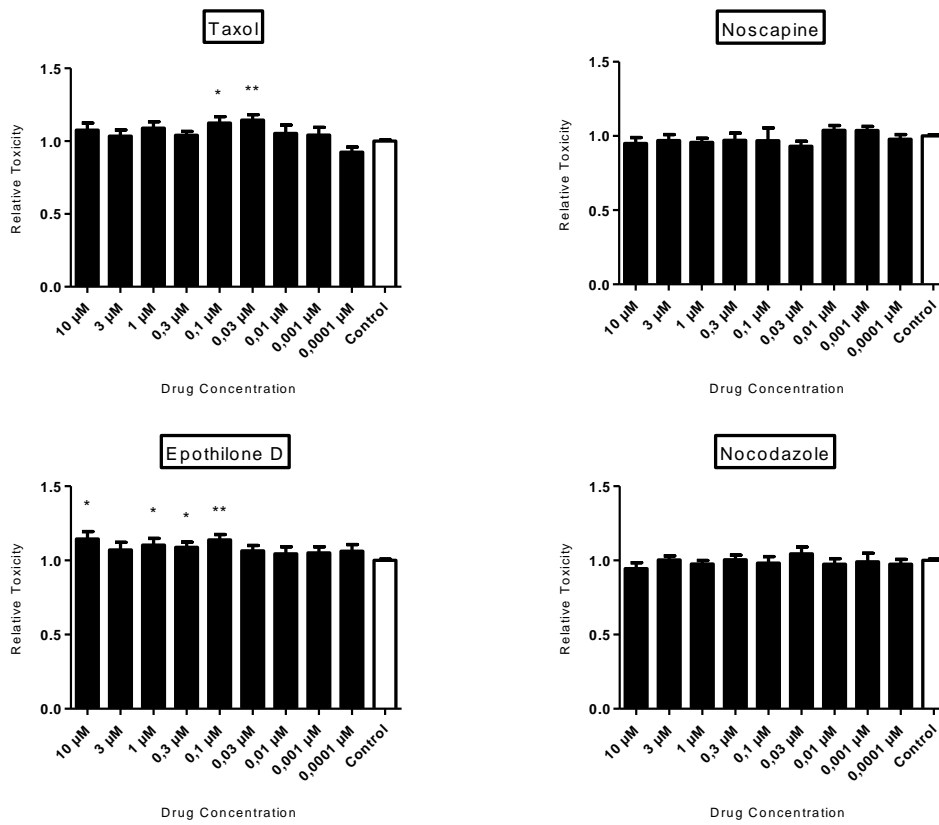 Taxol
Relative Toxicity
1.5
1.0
0.5
0.0
* **
10 µM
3 µM
1 µM
0,3 µM
0,1 µM
0,03 µM
0,01 µM
0,001 µM
0,0001 µM
Control
Drug Concentration
Noscapine
Relative Toxicity
1.5
1.0
0.5
0.0
10 µM
3 µM
1 µM
0,3 µM
0,1 µM
0,03 µM
0,01 µM
0,001 µM
0,0001 µM
Control
Drug Concentration
Epothilone D
Relative Toxicity
1.5
1.0
0.5
0.0
* * * **
10 µM
3 µM
1 µM
0,3 µM
0,1 µM
0,03 µM
0,01 µM
0,001 µM
0,0001 µM
Control
Drug Concentration
Nocodazole
Relative Toxicity
1.5
1.0
0.5
0.0
10 µM
3 µM
1 µM
0,3 µM
0,1 µM
0,03 µM
0,01 µM
0,001 µM
0,0001 µM
Control
Drug Concentration